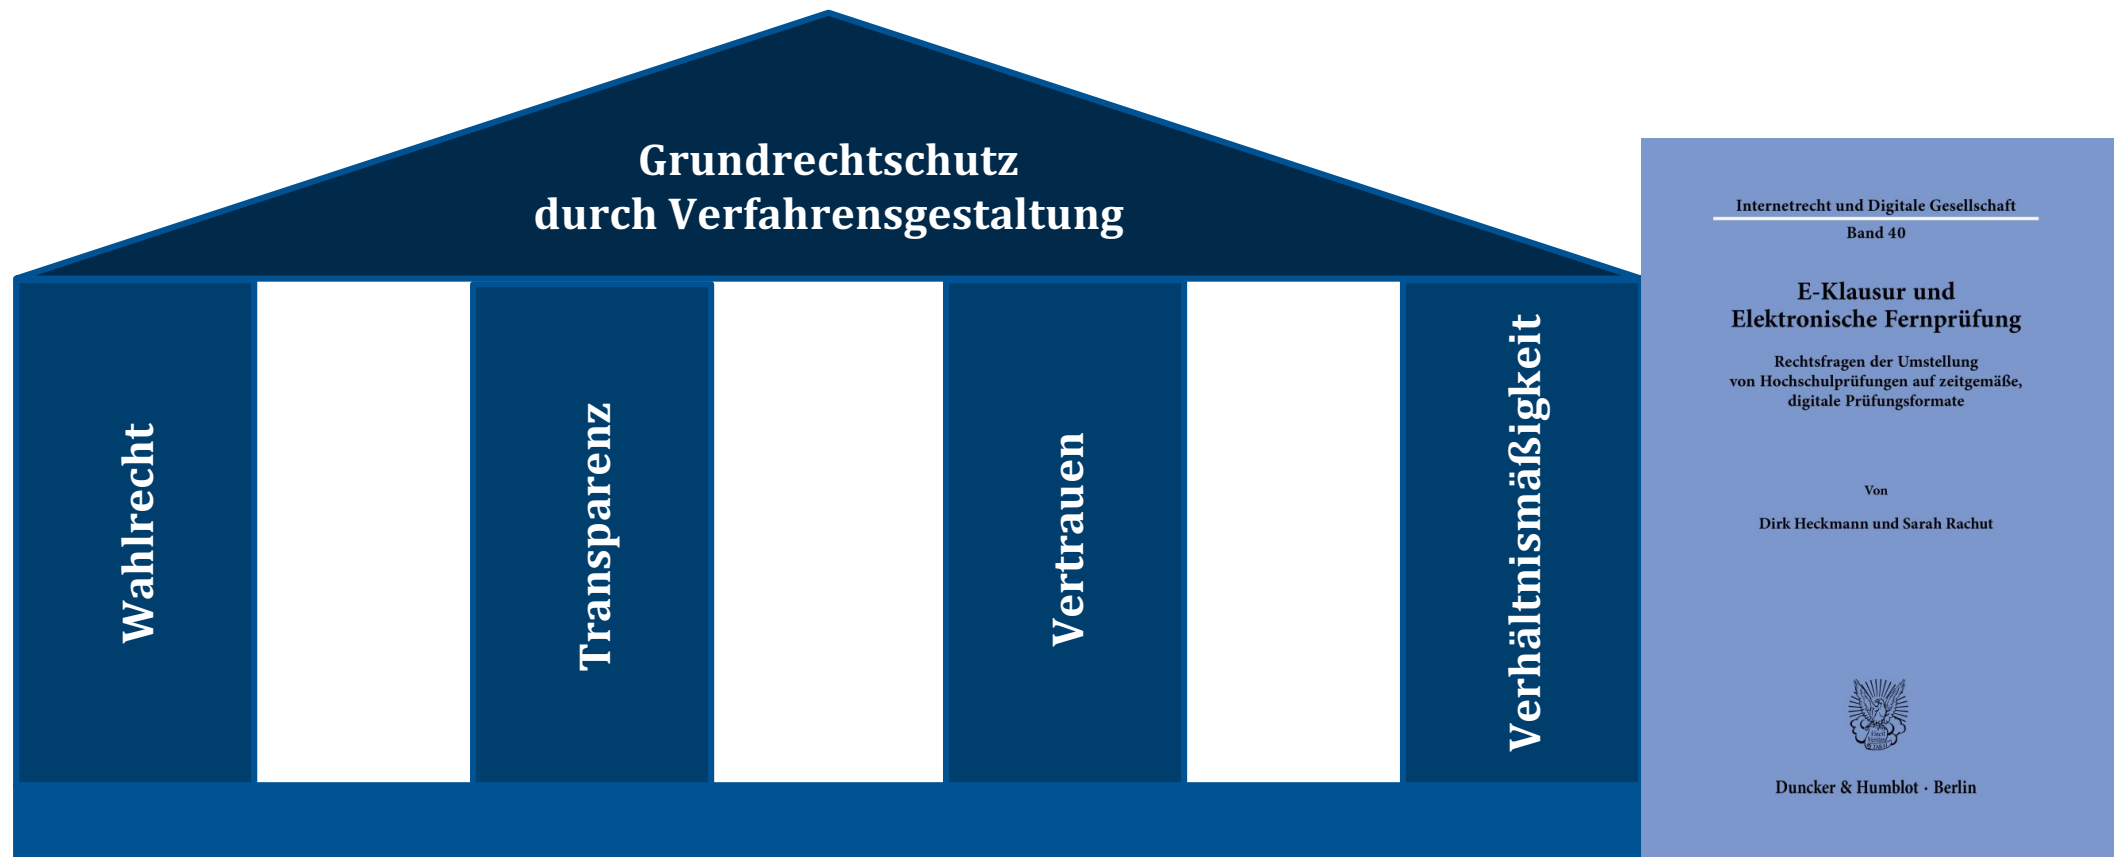 Grundrechtschutz
durch Verfahrensgestaltung
Wahlrecht
Transparenz
Vertrauen
Verhältnismäßigkeit
Internetrecht und Digitale Gesellschaft
Band 40
E-Klausur und
Elektronische Fernprüfung
Rechtsfragen der Umstellung
von Hochschulprüfungen auf zeitgemäße,
digitale Prüfungsformate
Von
Dirk Heckmann und Sarah Rachut
Duncker & Humblot · Berlin